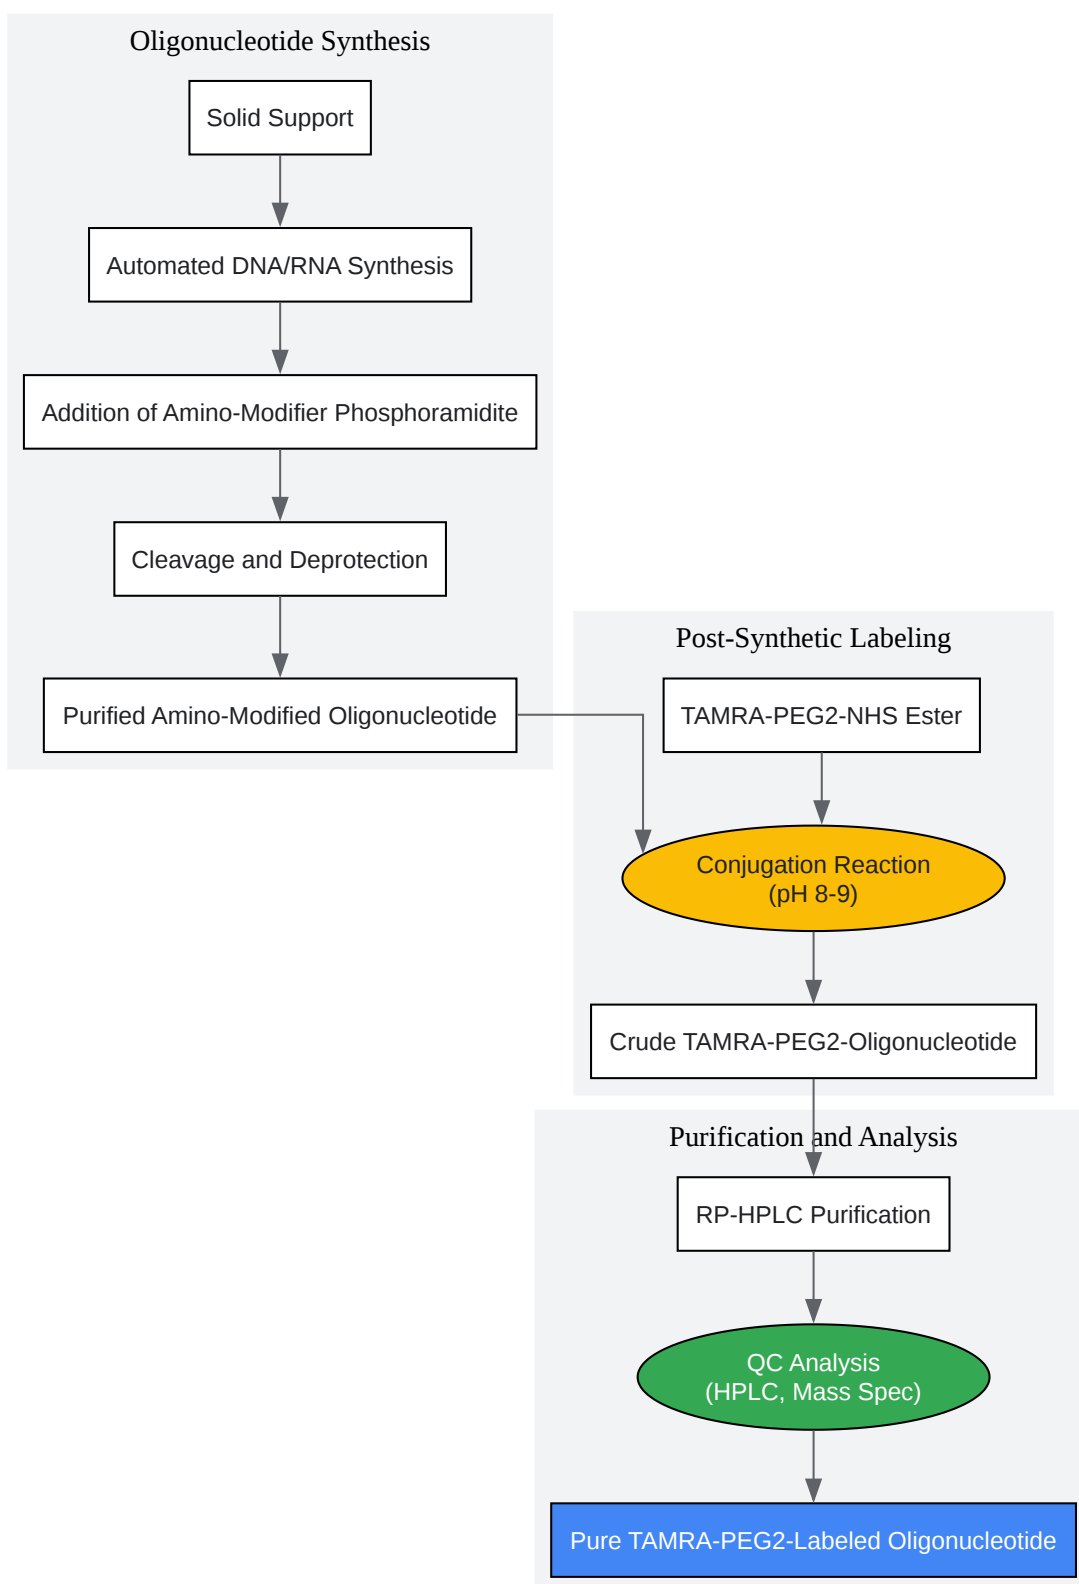 Oligonucleotide Synthesis
Solid Support
Automated DNA/RNA Synthesis
Addition of Amino-Modifier Phosphoramidite
Cleavage and Deprotection
Purified Amino-Modified Oligonucleotide
Post-Synthetic Labeling
TAMRA-PEG2-NHS Ester
Conjugation Reaction
(pH 8-9)
Crude TAMRA-PEG2-Oligonucleotide
Purification and Analysis
RP-HPLC Purification
QC Analysis
(HPLC, Mass Spec)
Pure TAMRA-PEG2-Labeled Oligonucleotide